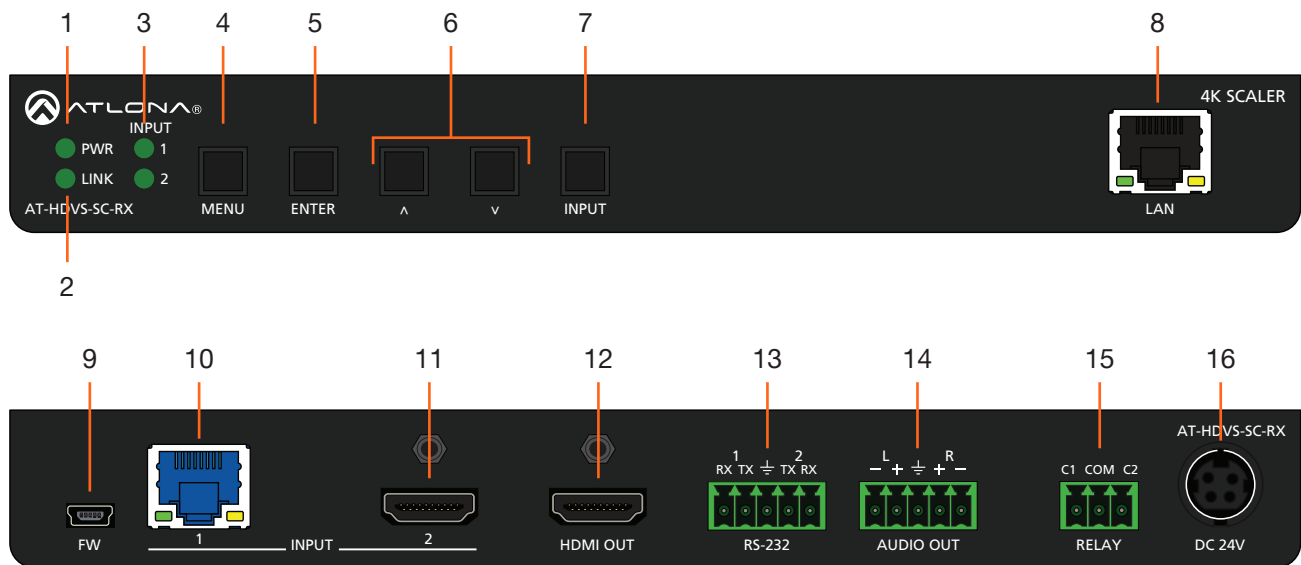 1 3 4 5 6 7 8
ATLONA®
4K SCALER
INPUT
PWR 1
LINK 2
AT-HDVS-SC-RX
MENU ENTER ∧ ∨ INPUT LAN
2
9 10 11 12 13 14 15 16
AT-HDVS-SC-RX
1 2
RX TX ⏚ TX RX
L R
– + ⏚ + –
C1 COM C2
FW
1 INPUT 2
HDMI OUT RS-232 AUDIO OUT RELAY DC 24V